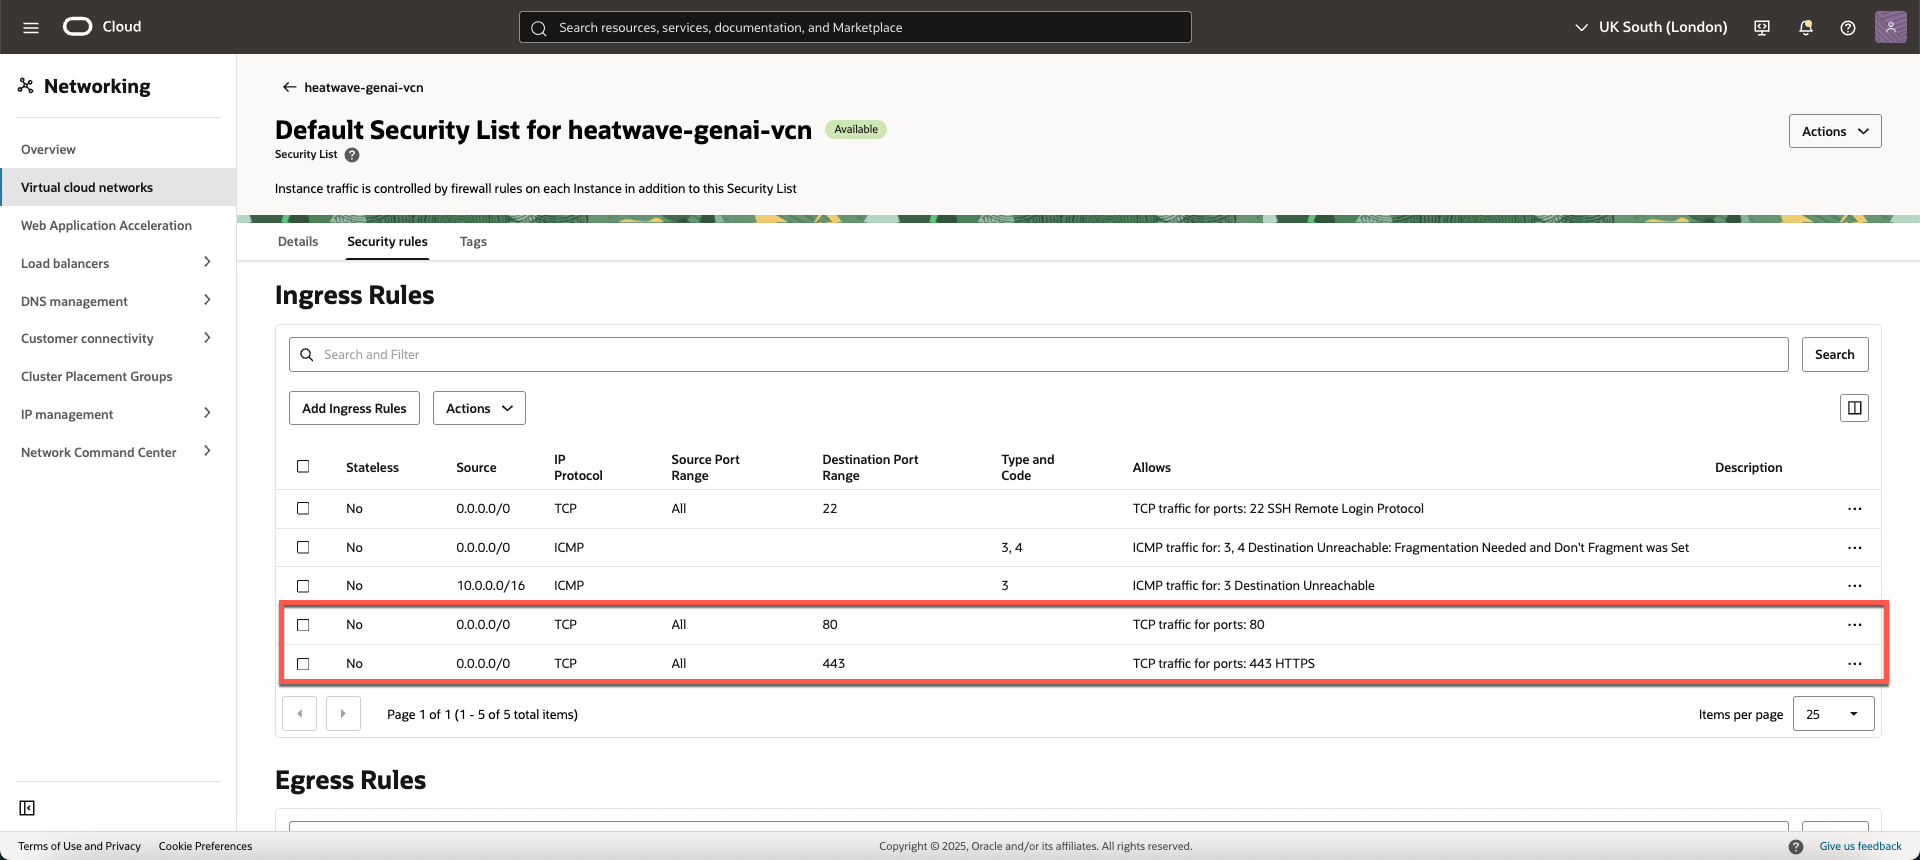 Cloud
Search resources, services, documentation, and Marketplace
UK South (London)
Networking
Overview
Virtual cloud networks
Web Application Acceleration
Load balancers
DNS management
Customer connectivity
Cluster Placement Groups
IP management
Network Command Center
heatwave-genai-vcn
Default Security List for heatwave-genai-vcn
Available
Security List
Actions
Instance traffic is controlled by firewall rules on each Instance in addition to this Security List
Details Security rules Tags
Ingress Rules
Search and Filter
Search
Add Ingress Rules
Actions
Stateless Source IP Protocol Source Port Range Destination Port Range Type and Code Allows Description
No 0.0.0.0/0 TCP All 22 TCP traffic for ports: 22 SSH Remote Login Protocol
No 0.0.0.0/0 ICMP 3, 4 ICMP traffic for: 3, 4 Destination Unreachable: Fragmentation Needed and Don't Fragment was Set
No 10.0.0.0/16 ICMP 3 ICMP traffic for: 3 Destination Unreachable
No 0.0.0.0/0 TCP All 80 TCP traffic for ports: 80
No 0.0.0.0/0 TCP All 443 TCP traffic for ports: 443 HTTPS
Page 1 of 1 (1 - 5 of 5 total items)
Items per page 25
Egress Rules
Terms of Use and Privacy
Cookie Preferences
Copyright © 2025, Oracle and/or its affiliates. All rights reserved.
Give us feedback